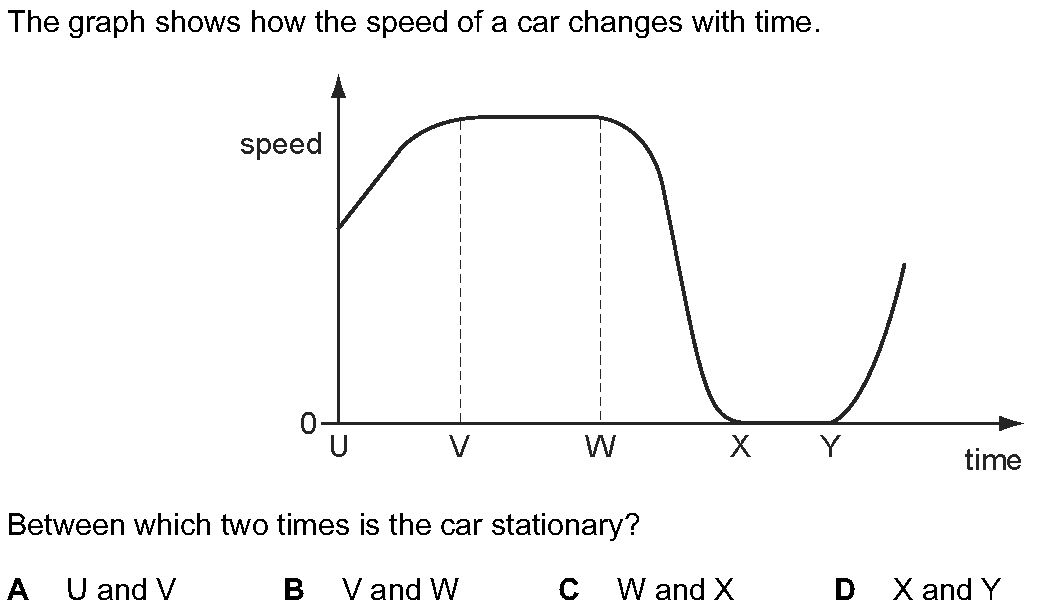 The graph shows how the speed of a car changes with time.
speed
0
U V W X Y
time
Between which two times is the car stationary?
A U and V B V and W C W and X D X and Y